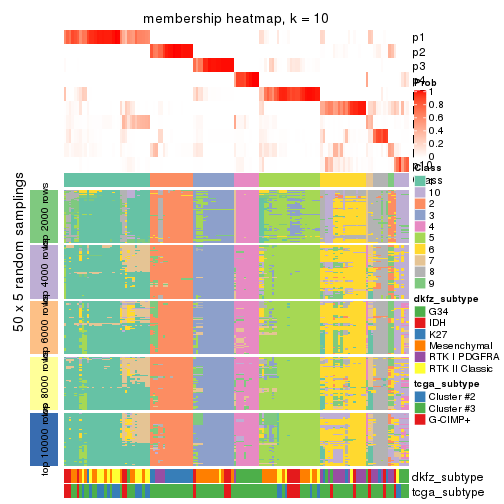 membership heatmap, k = 10
p1
p2
p3
p4
Prob
1
0.8
0.6
0.4
0.2
0
Class
1
10
2
3
4
5
6
7
8
9
dkfz_subtype
G34
IDH
K27
Mesenchymal
RTK I PDGFRA
RTK II Classic
tcga_subtype
Cluster #2
Cluster #3
G-CIMP+
50 x 5 random samplings
top 2000 rows
top 4000 rows
top 6000 rows
top 8000 rows
top 10000 rows
dkfz_subtype
tcga_subtype